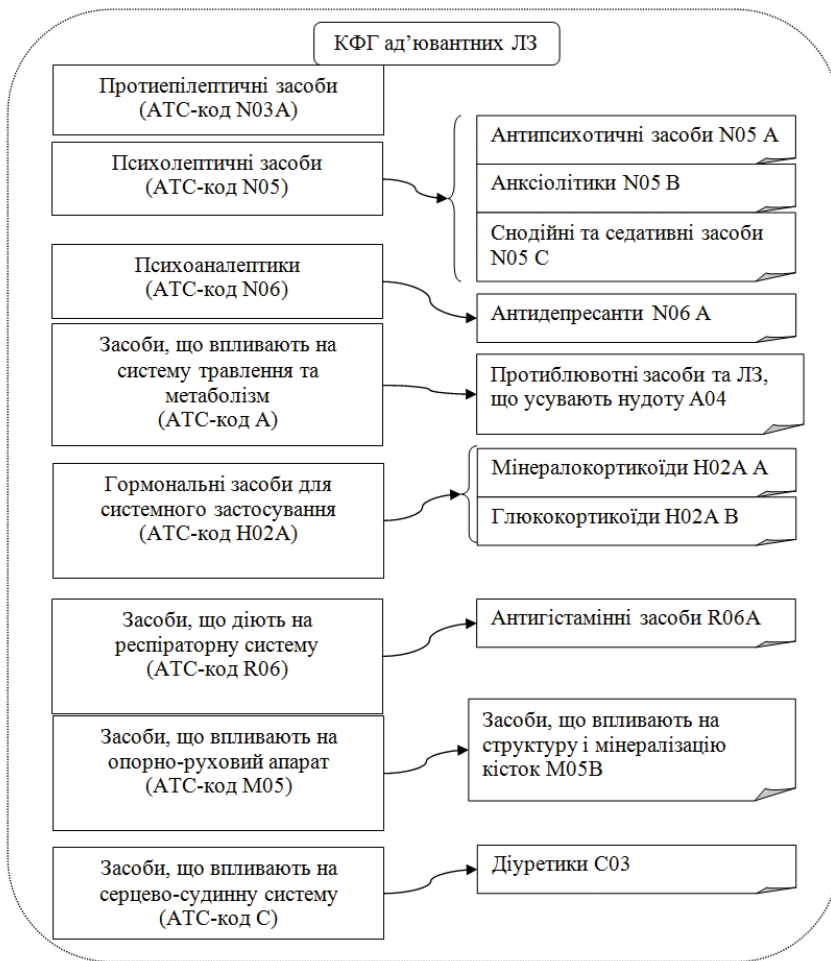 КФГ ад’ювантних ЛЗ
Протиепілептичні засоби
(АТС-код N03A)
Психолептичні засоби
(АТС-код N05)
Антипсихотичні засоби N05 A
Анксіолітики N05 B
Снодійні та седативні засоби
N05 C
Психоаналептики
(АТС-код N06)
Антидепресанти N06 A
Засоби, що впливають на
систему травлення та
метаболізм
(АТС-код А)
Протиблювотні засоби та ЛЗ,
що усувають нудоту А04
Гормональні засоби для
системного застосування
(АТС-код H02A)
Мінералокортикоїди H02A A
Глюкокортикоїди H02A B
Засоби, що діють на
респіраторну систему
(АТС-код R06)
Антигістамінні засоби R06A
Засоби, що впливають на
опорно-руховий апарат
(АТС-код M05)
Засоби, що впливають на
структуру і мінералізацію
кісток M05B
Засоби, що впливають на
серцево-судинну систему
(АТС-код С)
Діуретики С03